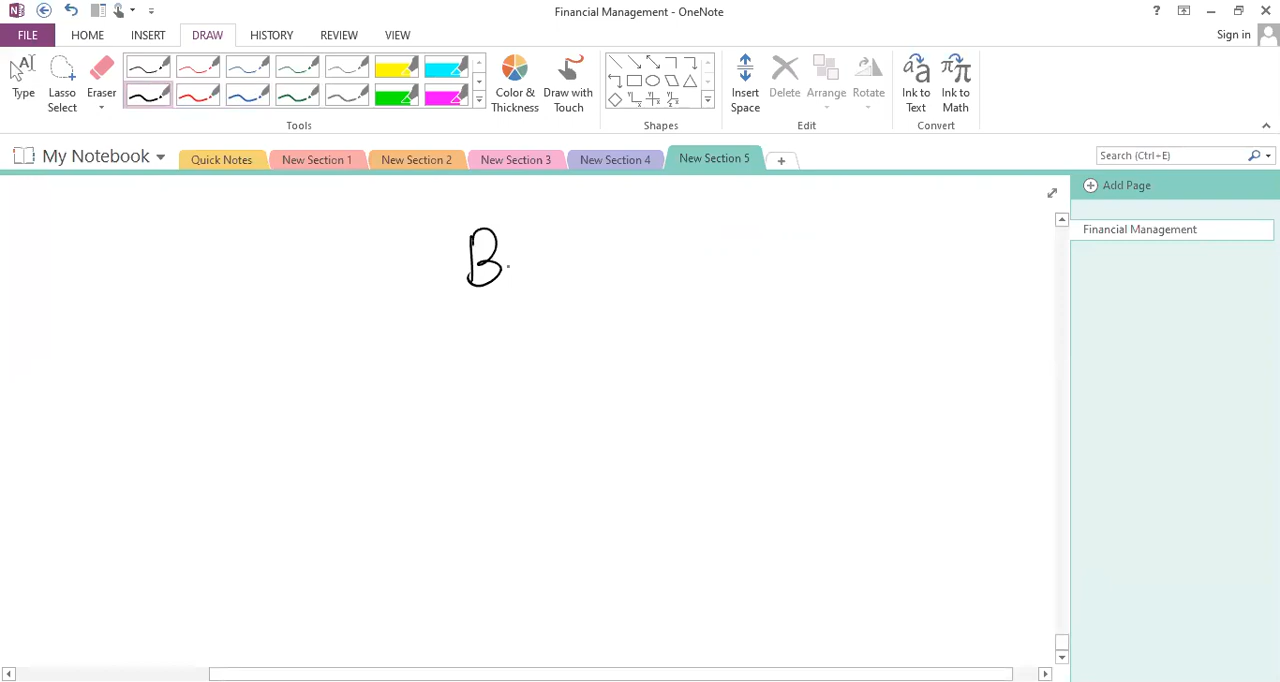 Financial Management - OneNote
?
Sign in
FILE
HOME
INSERT
DRAW
HISTORY
REVIEW
VIEW
Type
Lasso
Select
Eraser
Color &
Thickness
Draw with
Touch
Insert
Space
Delete
Arrange
Rotate
Ink to
Text
Ink to
Math
Tools
Shapes
Edit
Convert
My Notebook
Quick Notes
New Section 1
New Section 2
New Section 3
New Section 4
New Section 5
Search (Ctrl+E)
Add Page
Financial Management
B